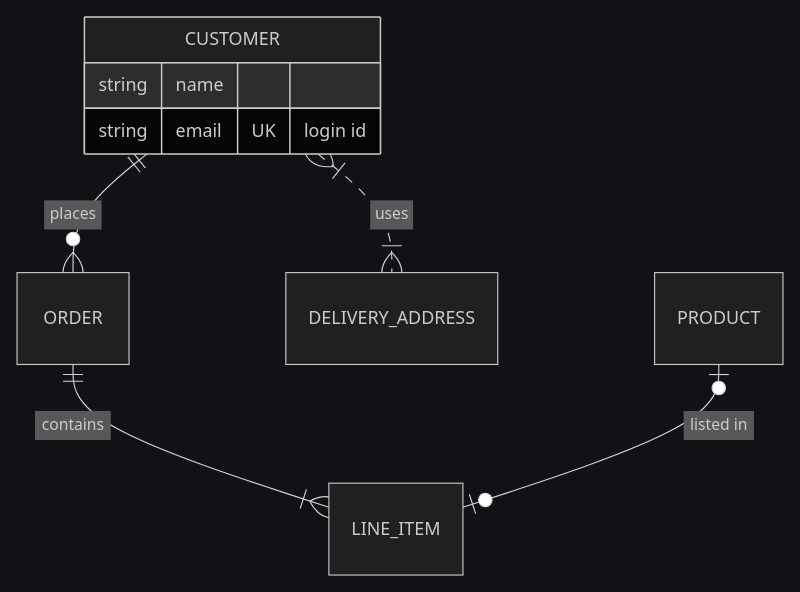 CUSTOMER
string name
string email UK login id
places
uses
ORDER
DELIVERY_ADDRESS
PRODUCT
contains
listed in
LINE_ITEM